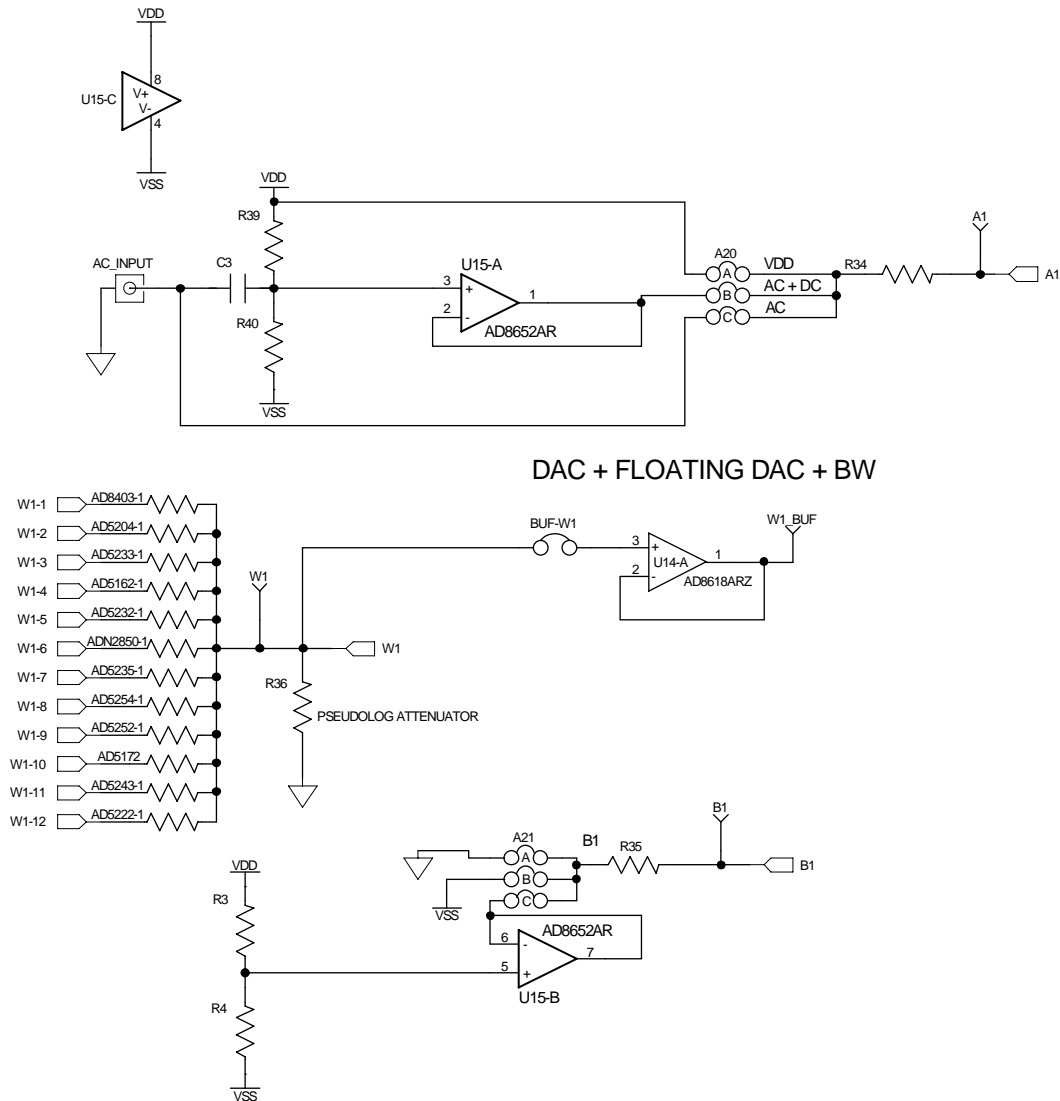 VDD
8
U15-C
V+
V-
4
VSS
VDD
R39
A1
AC_INPUT
C3
U15-A
A20
VDD
R34
A
3
+
1
B
AC + DC
A1
2
-
C
AC
R40
AD8652AR
VSS
DAC + FLOATING DAC + BW
W1-1
AD8403-1
W1-2
AD5204-1
W1-3
AD5233-1
W1-4
AD5162-1
W1-5
AD5232-1
W1-6
ADN2850-1
W1-7
AD5235-1
W1-8
AD5254-1
W1-9
AD5252-1
W1-10
AD5172
W1-11
AD5243-1
W1-12
AD5222-1
W1
BUF-W1
W1_BUF
3
+
1
U14-A
2
-
AD8618ARZ
W1
R36
PSEUDOLOG ATTENUATOR
B1
A21
B1
R35
A
B1
VDD
B
R3
VSS
C
AD8652AR
6
-
7
5
+
R4
U15-B
VSS